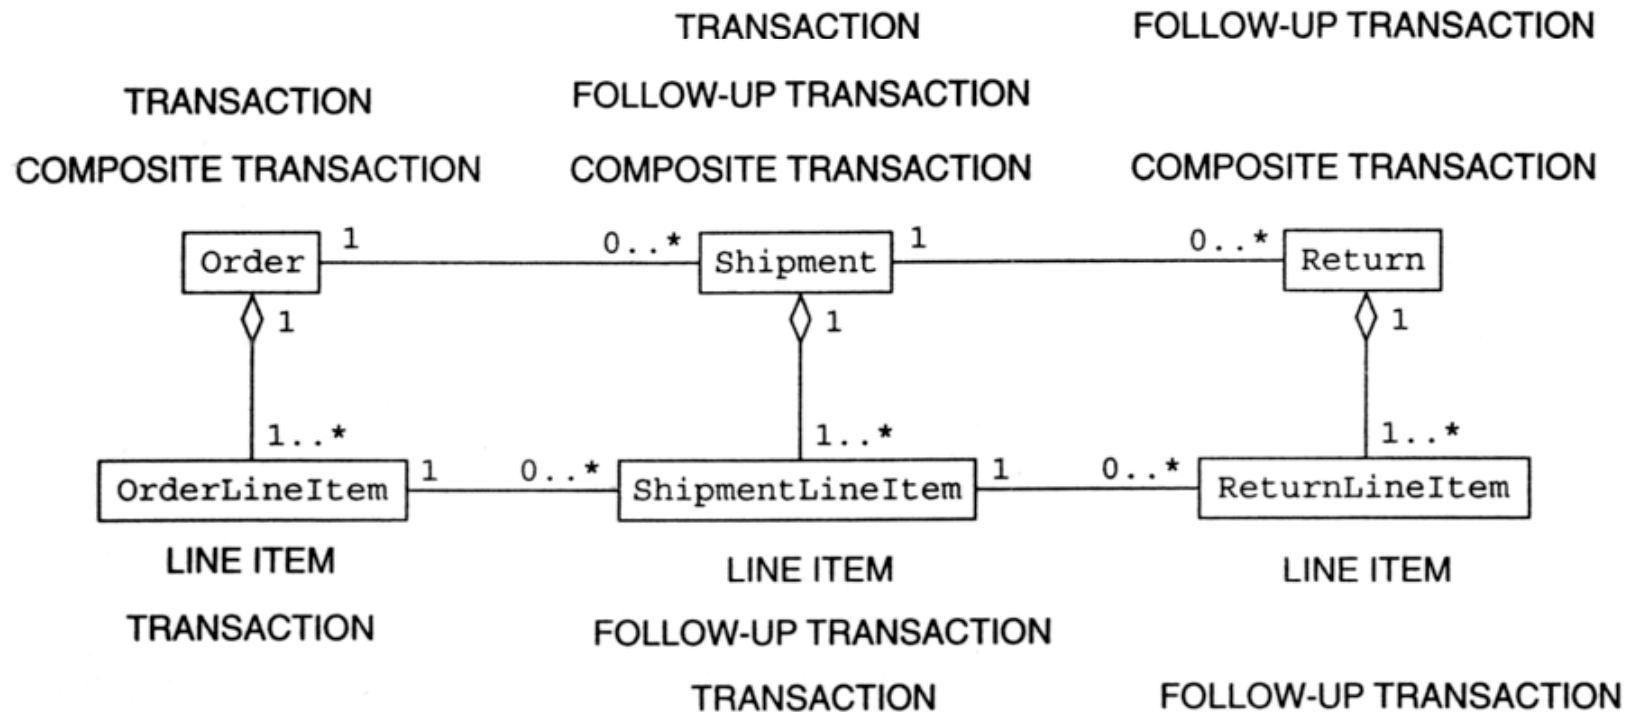 TRANSACTION FOLLOW-UP TRANSACTION
TRANSACTION FOLLOW-UP TRANSACTION
COMPOSITE TRANSACTION COMPOSITE TRANSACTION COMPOSITE TRANSACTION
1 0..* 1 0..*
Order Shipment Return
1 1 1
1..* 1..* 1..*
1 0..* 1 0..*
OrderLineItem ShipmentLineItem ReturnLineItem
LINE ITEM LINE ITEM LINE ITEM
TRANSACTION FOLLOW-UP TRANSACTION
TRANSACTION FOLLOW-UP TRANSACTION